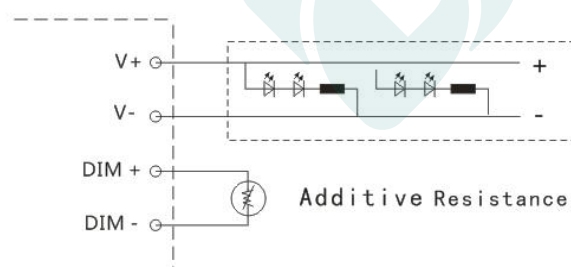 V+
+
V-
-
DIM +
Additive Resistance
DIM -